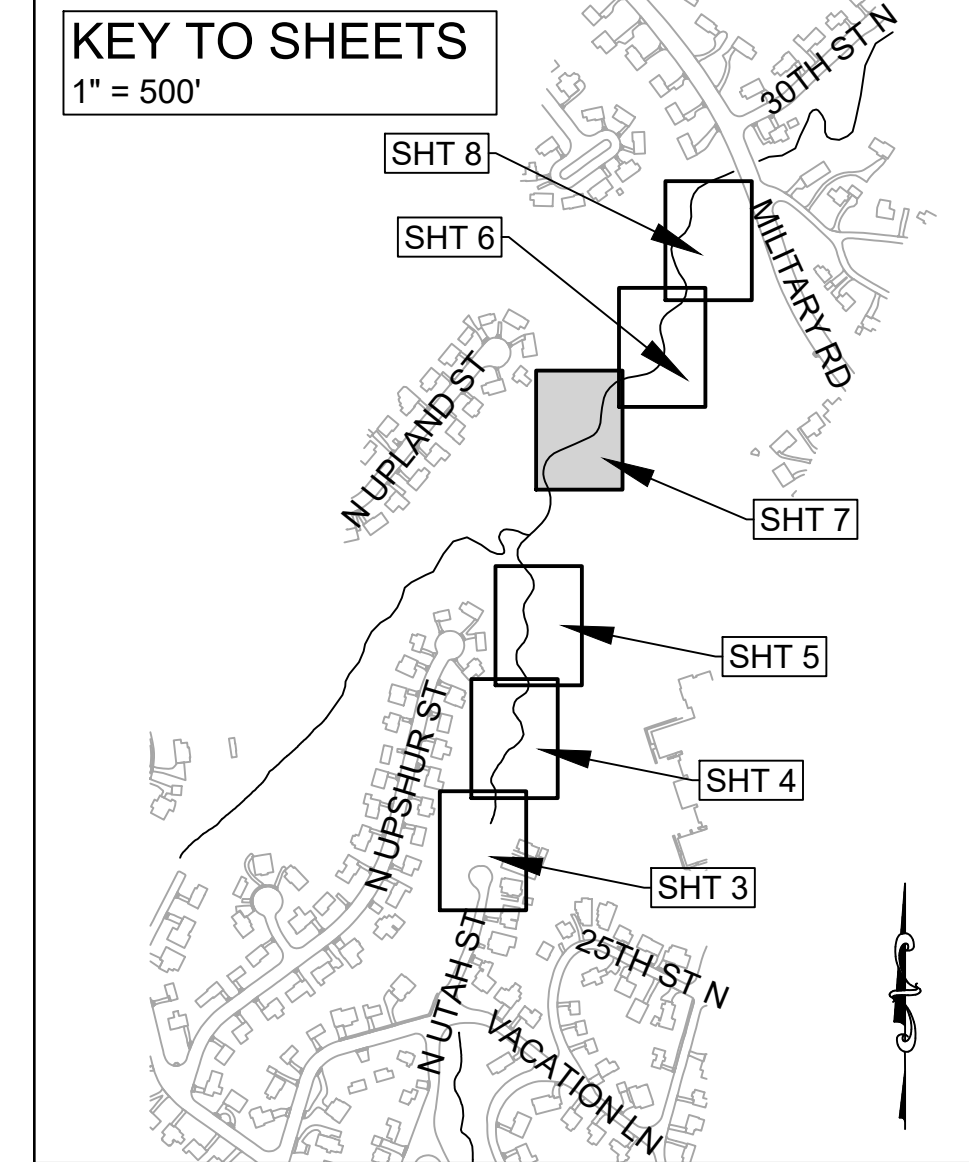 KEY TO SHEETS
1" = 500'
30TH ST N
SHT 8
SHT 6
MILITARY RD
N UPLAND ST
SHT 7
SHT 5
N UPSHUR ST
SHT 4
SHT 3
25TH ST N
N UTAH ST
VACATION LN